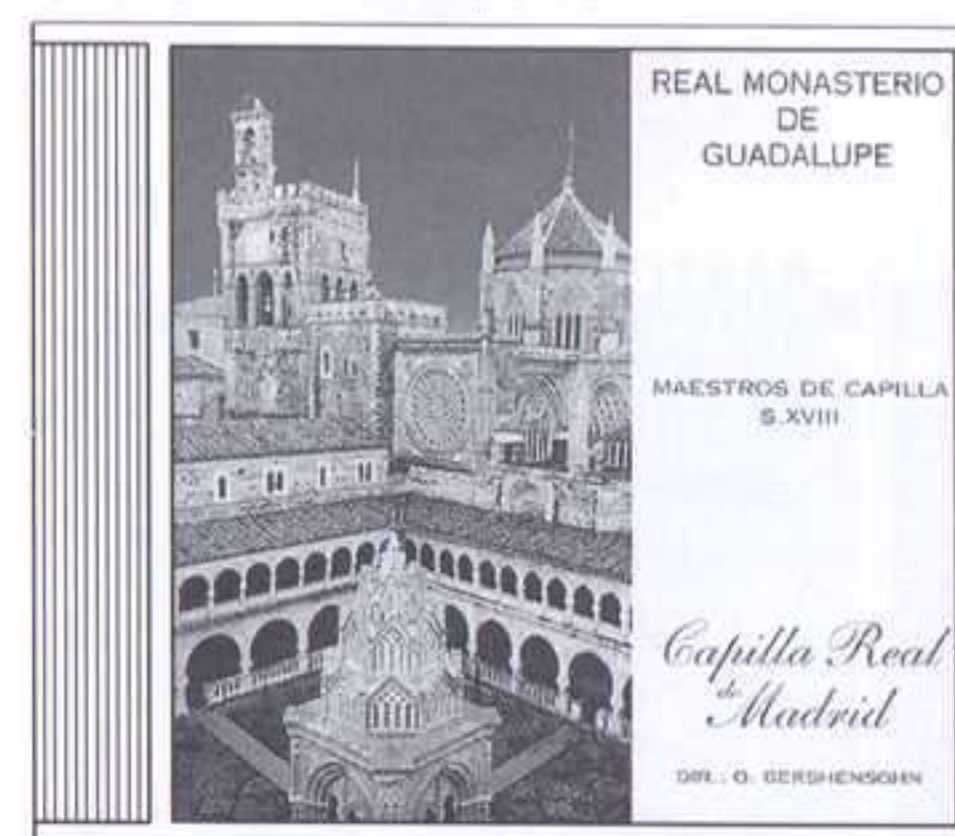 REAL MONASTERIO
DE
GUADALUPE
MAESTROS DE CAPILLA
S.XVIII
Capilla Real
de
Madrid
DIR.: O. GERSHENSOHN